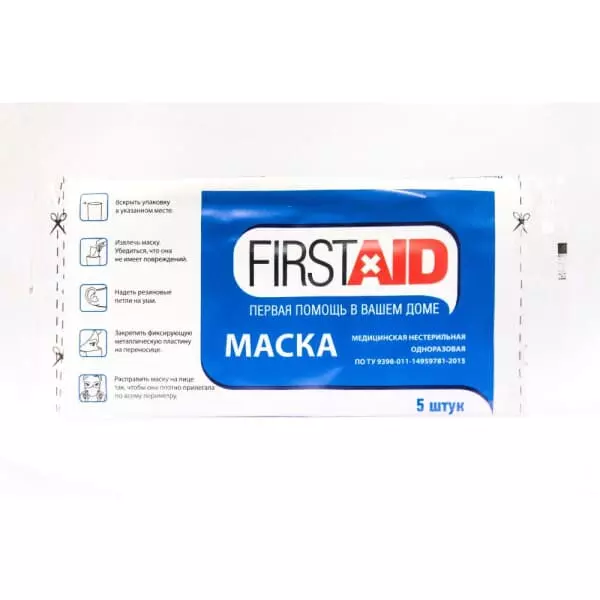 Вскрыть упаковку
в указанном месте.
Извлечь маску.
Убедиться, что она
не имеет повреждений.
Надеть резиновые
петли на уши.
Закрепить фиксирующую
металлическую пластину
на переносице.
Расправить маску на лице
так, чтобы она плотно прилегала
по всему периметру.
FIRST AID
ПЕРВАЯ ПОМОЩЬ В ВАШЕМ ДОМЕ
МАСКА
МЕДИЦИНСКАЯ НЕСТЕРИЛЬНАЯ
ОДНОРАЗОВАЯ
ПО ТУ 9398-011-14959781-2015
5 штук